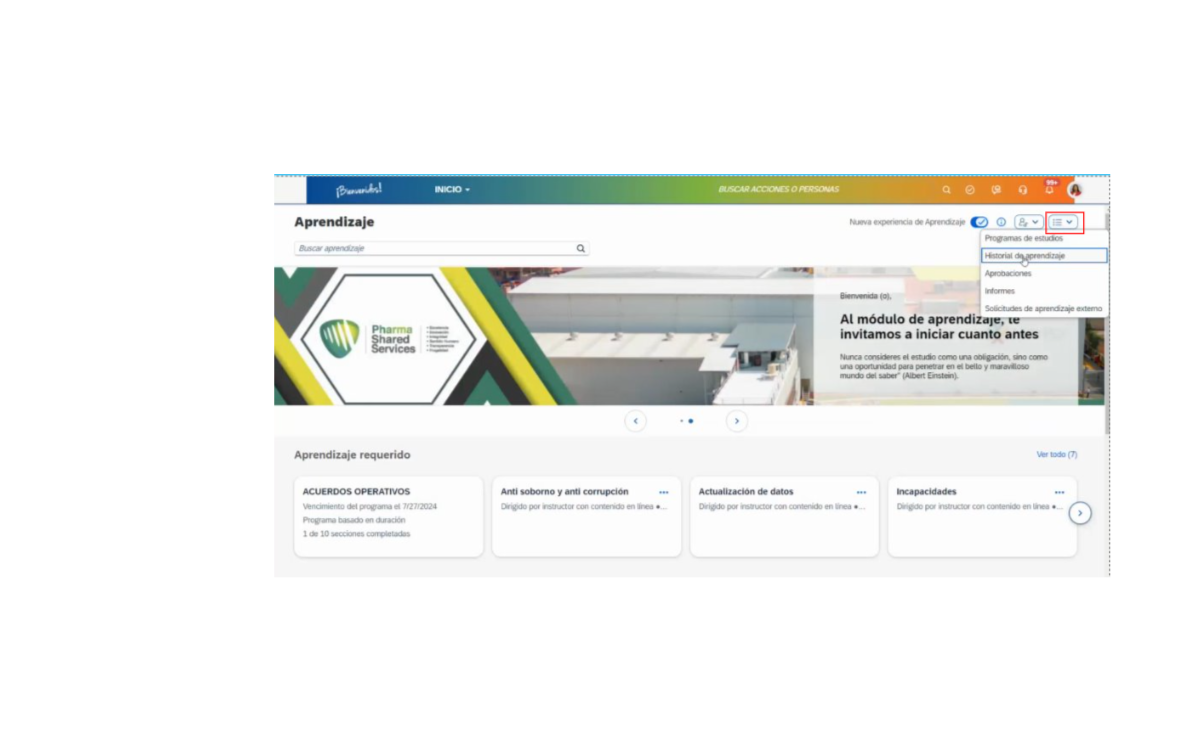 ¡Bienvenidos!
INICIO
BUSCAR ACCIONES O PERSONAS
99+
Aprendizaje
Nueva experiencia de Aprendizaje
Buscar aprendizaje
Programas de estudios
Historial de aprendizaje
Aprobaciones
Informes
Solicitudes de aprendizaje externo
Pharma
Shared
Services
Bienvenida (o),
Al módulo de aprendizaje, te
invitamos a iniciar cuanto antes
Nunca consideres el estudio como una obligación, sino como
una oportunidad para penetrar en el bello y maravilloso
mundo del saber" (Albert Einstein).
Aprendizaje requerido
Ver todo (7)
ACUERDOS OPERATIVOS
Vencimiento del programa el 7/27/2024
Programa basado en duración
1 de 10 secciones completadas
Anti soborno y anti corrupción
Dirigido por instructor con contenido en línea •...
Actualización de datos
Dirigido por instructor con contenido en línea •...
Incapacidades
Dirigido por instructor con contenido en línea •...